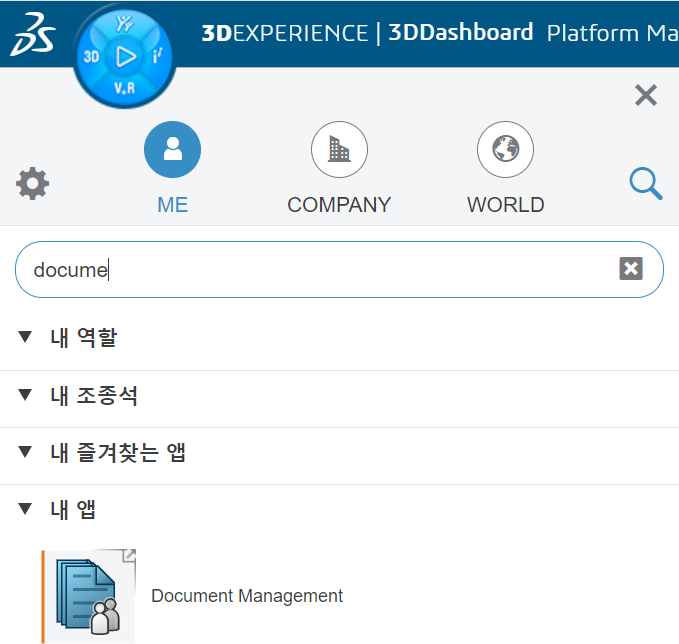 3DEXPERIENCE | 3DDashboard Platform Ma
3D
V.R
ME
COMPANY
WORLD
docume
내 역할
내 조종석
내 즐겨찾는 앱
내 앱
Document Management